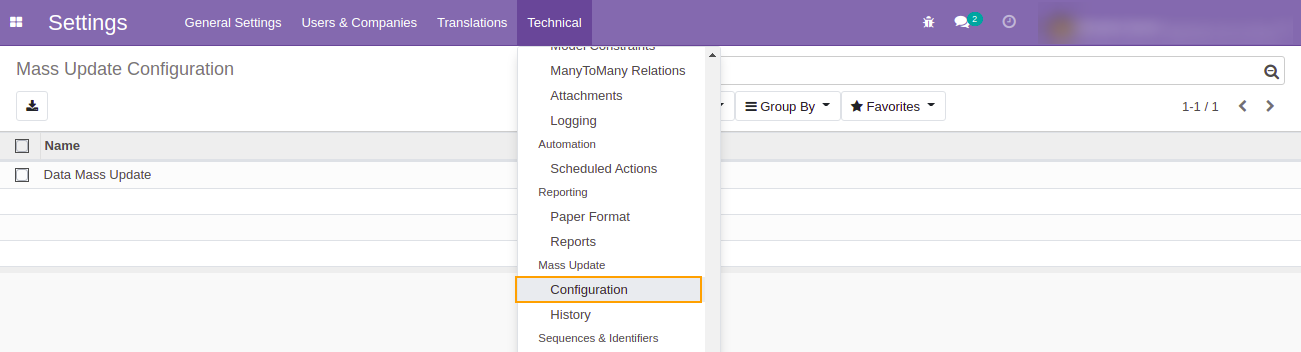 Settings
General Settings
Users & Companies
Translations
Technical
2
Mass Update Configuration
Group By
Favorites
1-1 / 1
Name
Data Mass Update
Model Constraints
ManyToMany Relations
Attachments
Logging
Automation
Scheduled Actions
Reporting
Paper Format
Reports
Mass Update
Configuration
History
Sequences & Identifiers